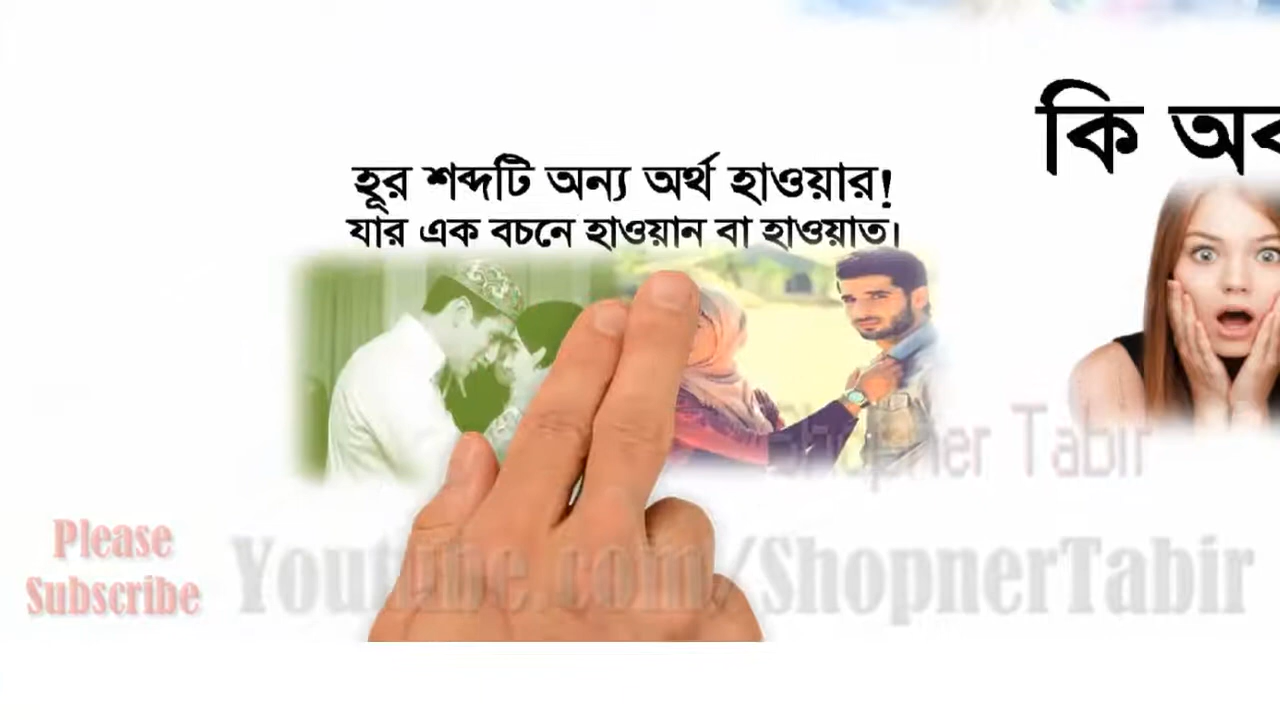 কি
হূর শব্দটি অন্য অর্থ হাওয়ার!
যার এক বচনে হাওয়ান বা হাওয়াত।
Shopner Tabir
Please
Subscribe
Youtube.com/ShopnerTabir